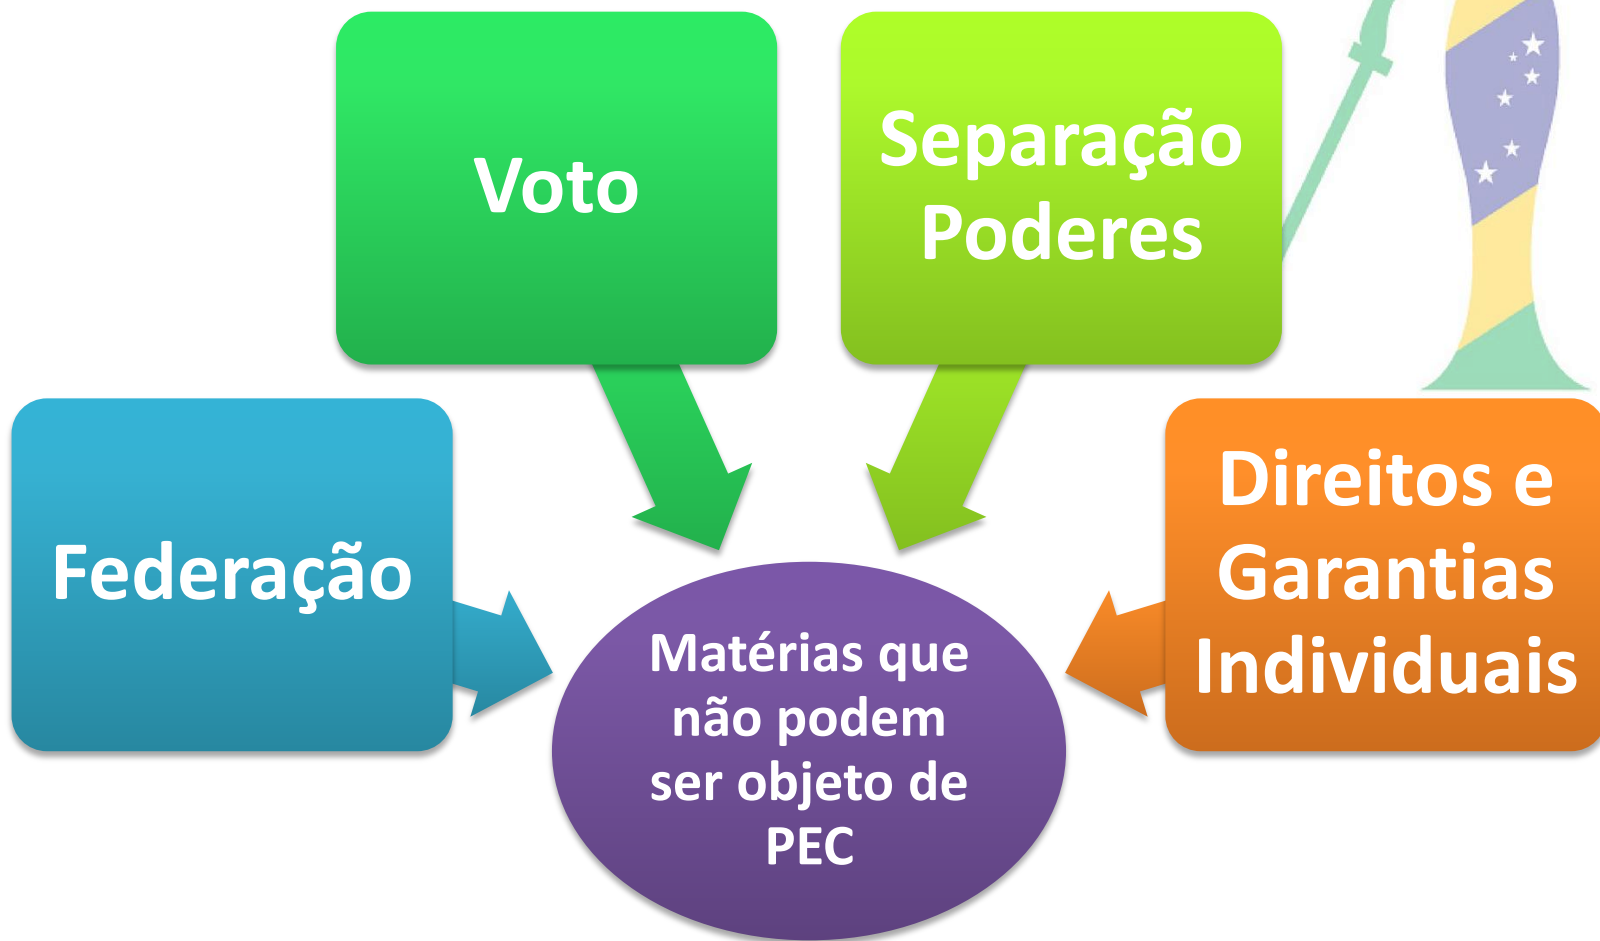 Voto
Separação
Poderes
Federação
Direitos e
Garantias
Individuais
Matérias que
não podem
ser objeto de
PEC